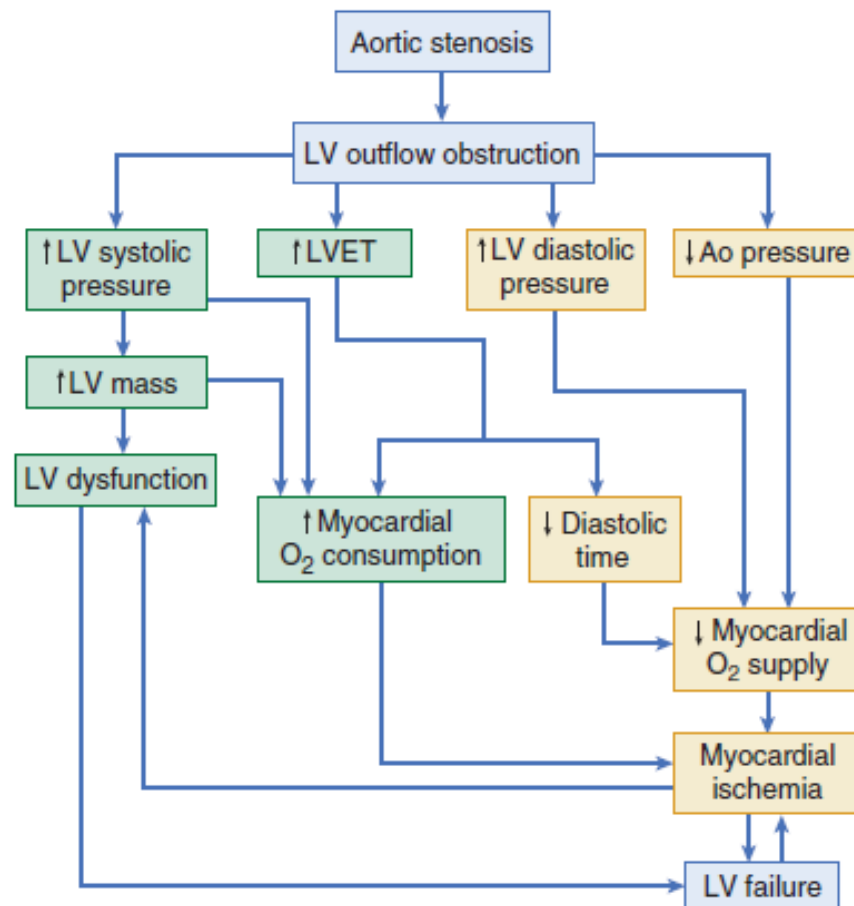 Aortic stenosis
LV outflow obstruction
↑LV systolic
pressure
↑LVET
↑LV diastolic
pressure
↓Ao pressure
↑LV mass
LV dysfunction
↑Myocardial
O₂ consumption
↓ Diastolic
time
↓ Myocardial
O₂ supply
Myocardial
ischemia
LV failure